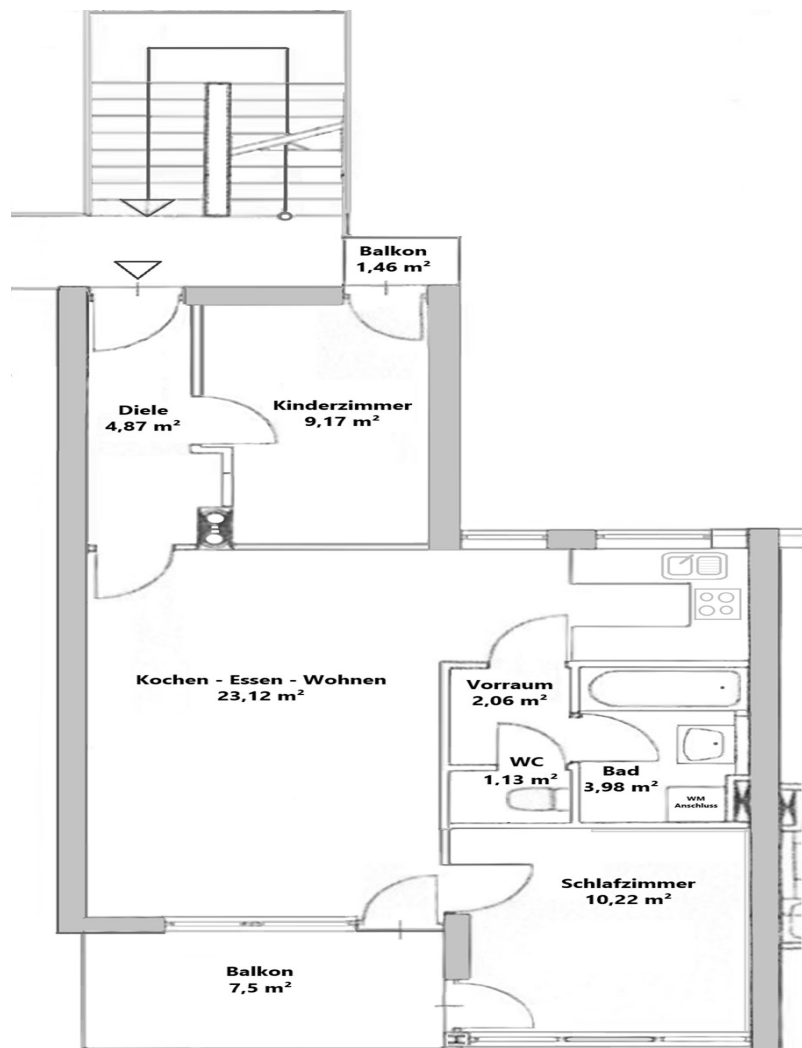 Balkon
1,46 m²
Diele
4,87 m²
Kinderzimmer
9,17 m²
Kochen - Essen - Wohnen
23,12 m²
Vorraum
2,06 m²
WC
1,13 m²
Bad
3,98 m²
WM
Anschluss
Schlafzimmer
10,22 m²
Balkon
7,5 m²